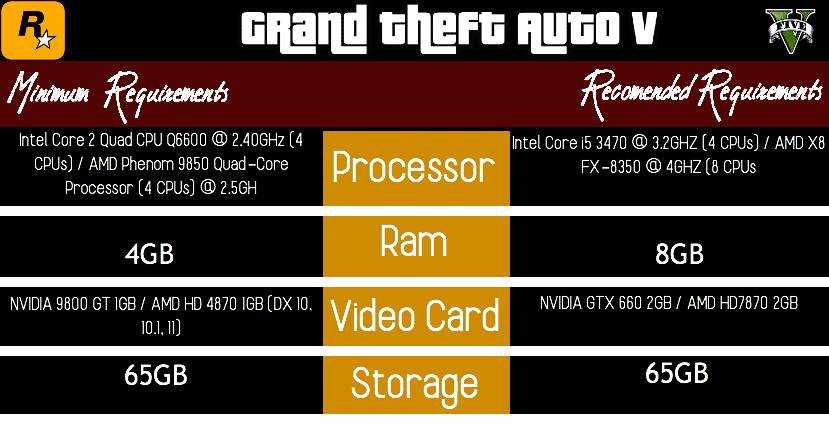 R
GRAND THEFT AUTO V
FIVE
Minimum Requirements
Recomended Requirements
Intel Core 2 Quad CPU Q6600 @ 2.40GHz (4
CPUs) / AMD Phenom 9850 Quad-Core
Processor (4 CPUs) @ 2.5GH
Processor
Intel Core i5 3470 @ 3.2GHZ (4 CPUs) / AMD X8
FX-8350 @ 4GHZ (8 CPUs
4GB
Ram
8GB
NVIDIA 9800 GT 1GB / AMD HD 4870 1GB (DX 10,
10.1, 11)
Video Card
NVIDIA GTX 660 2GB / AMD HD7870 2GB
65GB
Storage
65GB